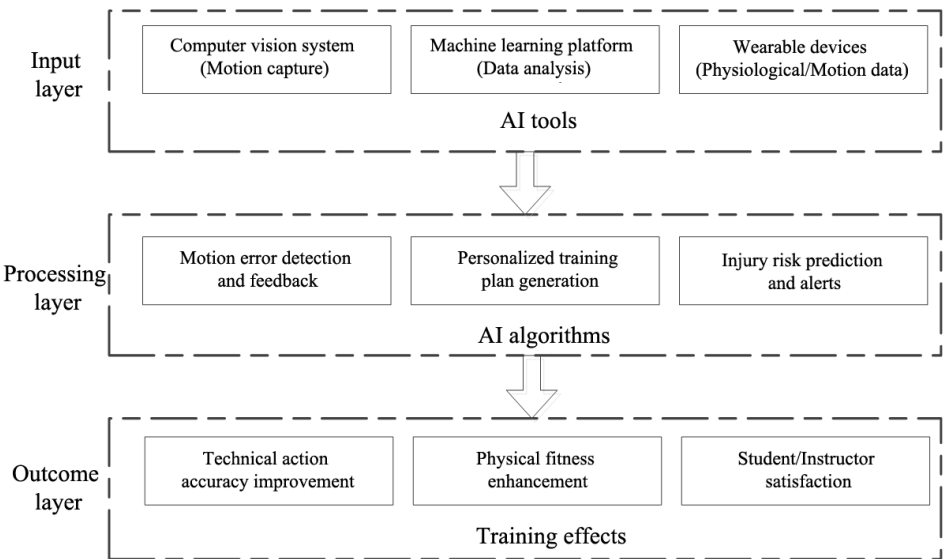 Input
layer
Computer vision system
(Motion capture)
Machine learning platform
(Data analysis)
Wearable devices
(Physiological/Motion data)
AI tools
Processing
layer
Motion error detection
and feedback
Personalized training
plan generation
Injury risk prediction
and alerts
AI algorithms
Outcome
layer
Technical action
accuracy improvement
Physical fitness
enhancement
Student/Instructor
satisfaction
Training effects